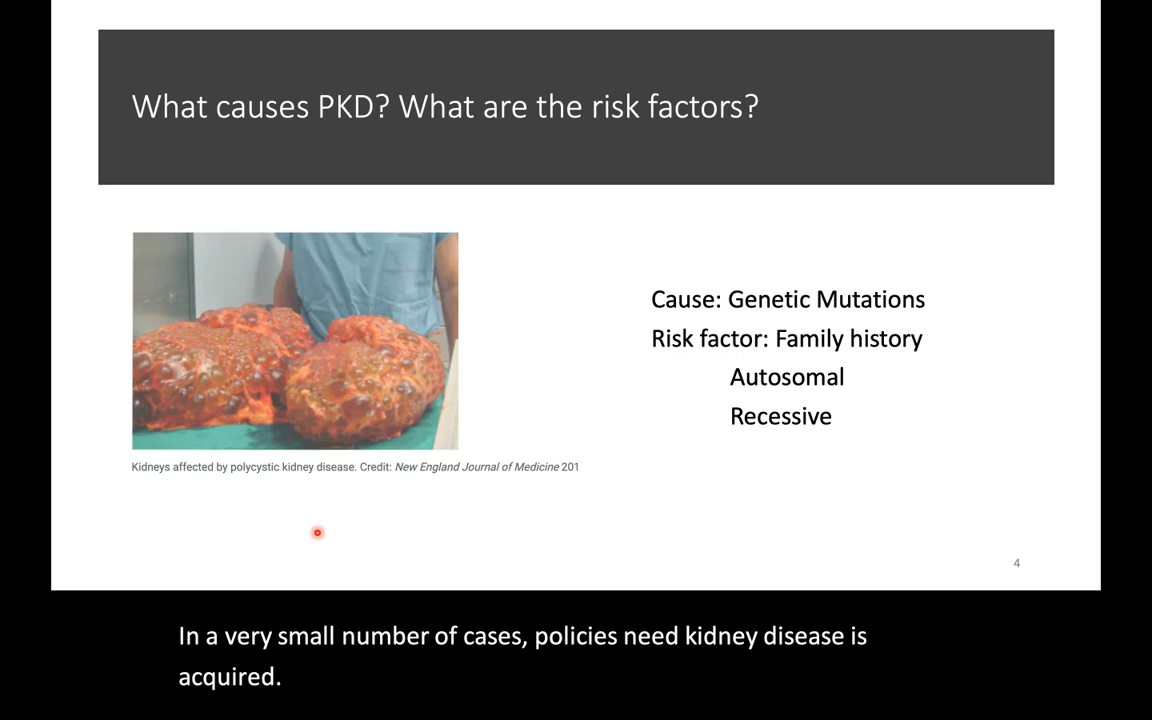 What causes PKD? What are the risk factors?
Cause: Genetic Mutations
Risk factor: Family history
Autosomal
Recessive
Kidneys affected by polycystic kidney disease. Credit: New England Journal of Medicine 201
4
In a very small number of cases, policies need kidney disease is
acquired.